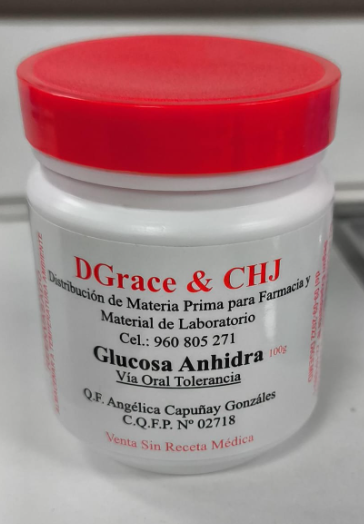 DGrace & CHJ
Distribución de Materia Prima para Farmacia y
Material de Laboratorio
Cel.: 960 805 271
Glucosa Anhidra 100g
Vía Oral Tolerancia
Q.F. Angélica Capuñay Gonzáles
C.Q.F.P. Nº 02718
Venta Sin Receta Médica